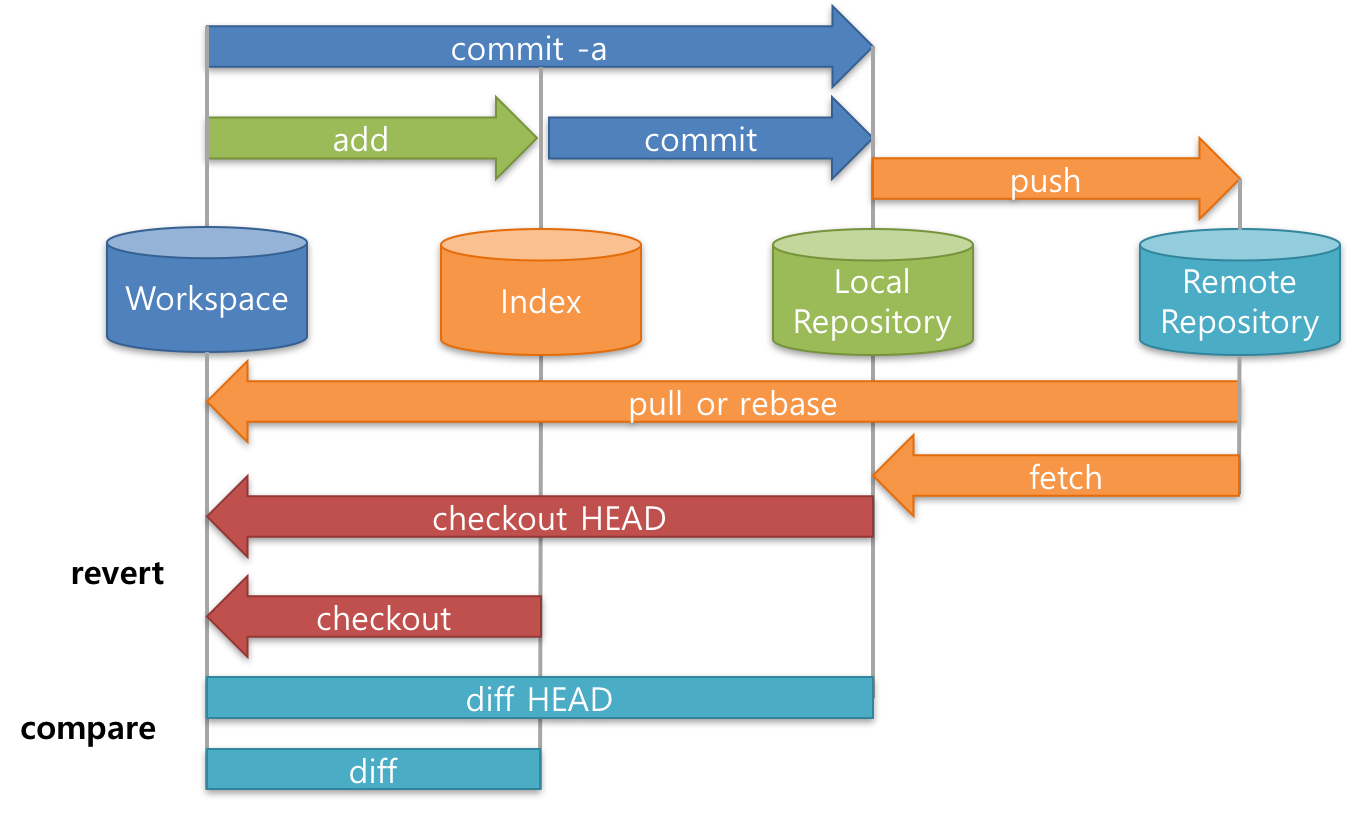 commit -a
add
commit
push
Workspace
Index
Local
Repository
Remote
Repository
pull or rebase
fetch
checkout HEAD
revert
checkout
diff HEAD
compare
diff